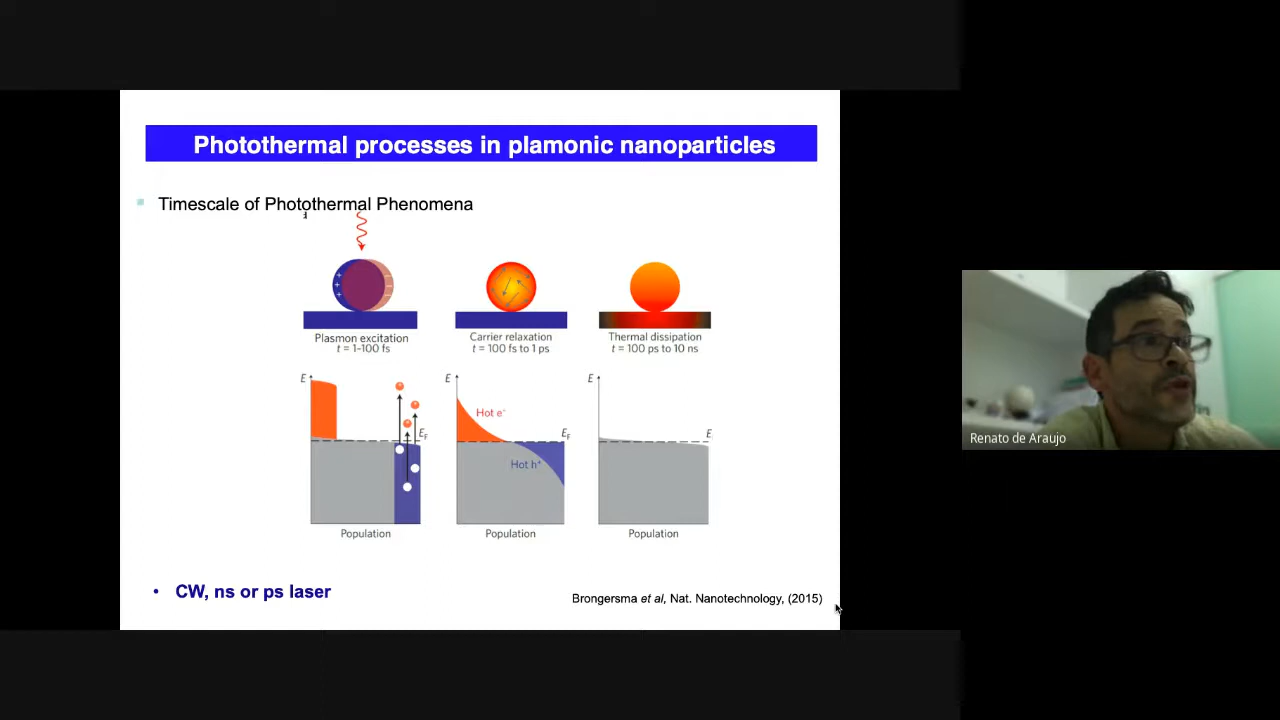 Photothermal processes in plamonic nanoparticles
Timescale of Photothermal Phenomena
Plasmon excitation
t = 1-100 fs
Carrier relaxation
t = 100 fs to 1 ps
Thermal dissipation
t = 100 ps to 10 ns
E
E
E
Hot e⁻
E_F
E_F
E
Hot h⁺
Population
Population
Population
• CW, ns or ps laser
Brongersma et al, Nat. Nanotechnology, (2015)
Renato de Araujo